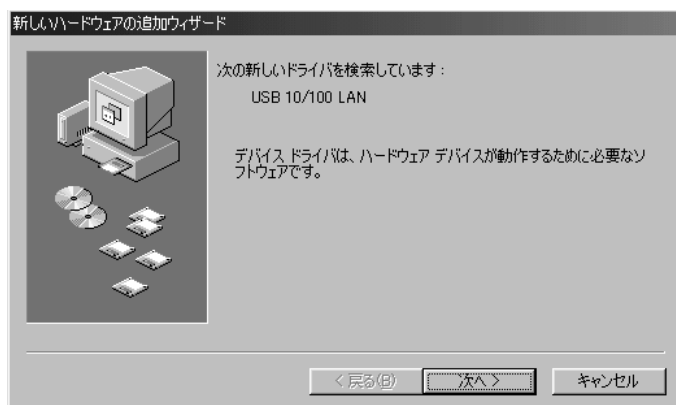 新しいハードウェアの追加ウィザード
次の新しいドライバを検索しています：
USB 10/100 LAN
デバイス ドライバは、ハードウェア デバイスが動作するために必要なソ
フトウェアです。
< 戻る(B)
次へ >
キャンセル